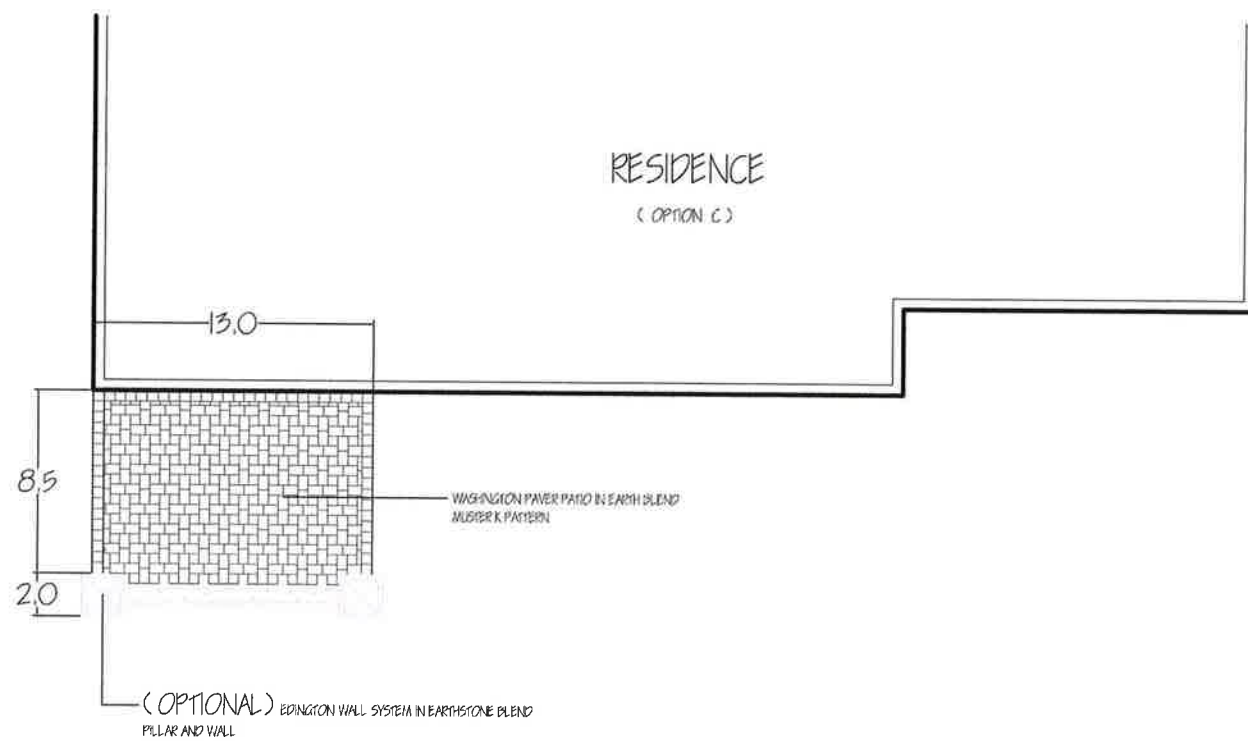 RESIDENCE
( OPTION C )
13.0
8.5
WASHINGTON PAVER PATIO IN EARTH BLEND
MUSTER K PATTERN
2.0
( OPTIONAL ) EDINGTON WALL SYSTEM IN EARTHSTONE BLEND
PILLAR AND WALL